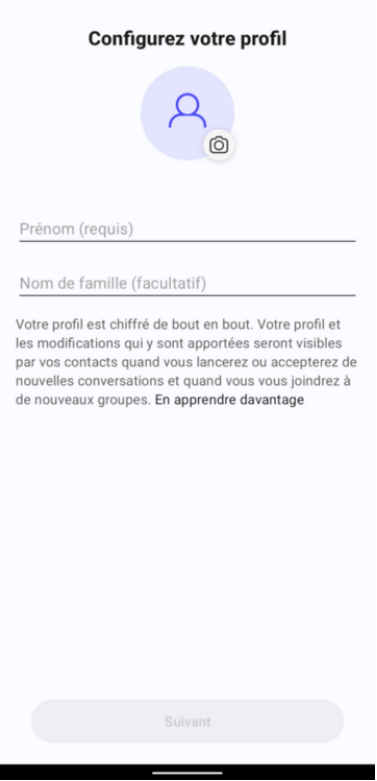 Configurez votre profil
Prénom (requis)
Nom de famille (facultatif)
Votre profil est chiffré de bout en bout. Votre profil et
les modifications qui y sont apportées seront visibles
par vos contacts quand vous lancerez ou accepterez de
nouvelles conversations et quand vous vous joindrez à
de nouveaux groupes. En apprendre davantage
Suivant